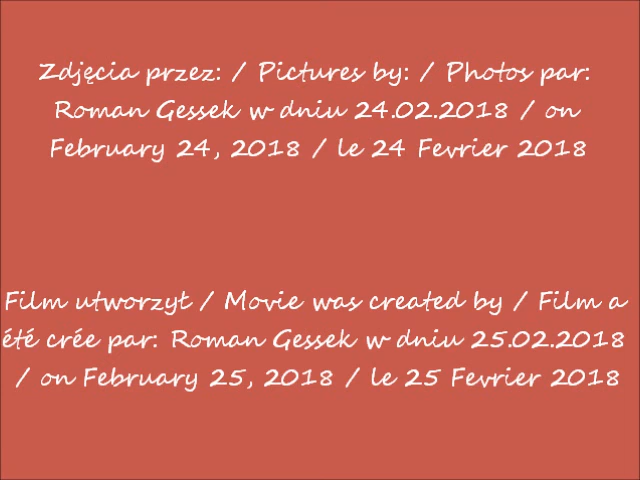 Zdjęcia przez: / Pictures by: / Photos par:
Roman Gessek w dniu 24.02.2018 / on
February 24, 2018 / le 24 Fevrier 2018
Film utworzył / Movie was created by / Film a
été crée par: Roman Gessek w dniu 25.02.2018
/ on February 25, 2018 / le 25 Fevrier 2018